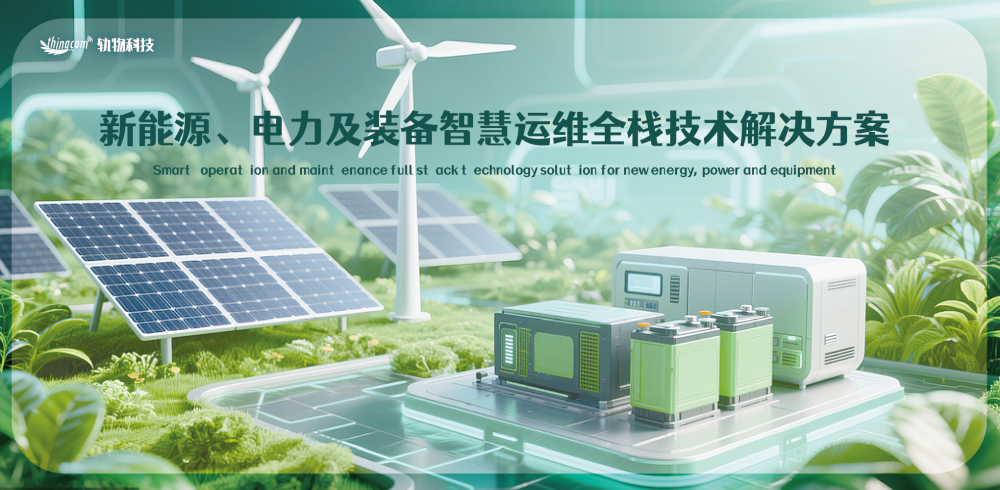 thingcom 轨物科技
新能源、电力及装备智慧运维全栈技术解决方案
Smart operat ion and maint enance full st ack t echnology solut ion for new energy, power and equipment